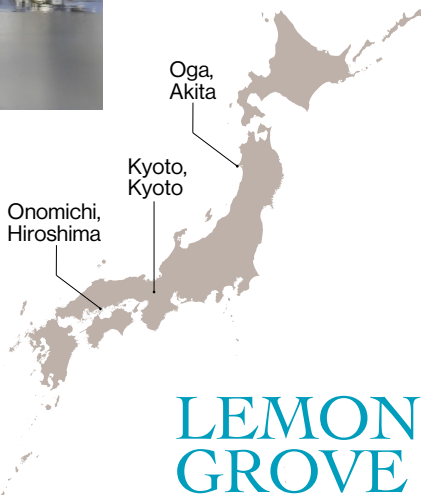 Oga,
Akita
Kyoto,
Kyoto
Onomichi,
Hiroshima
LEMON
GROVE